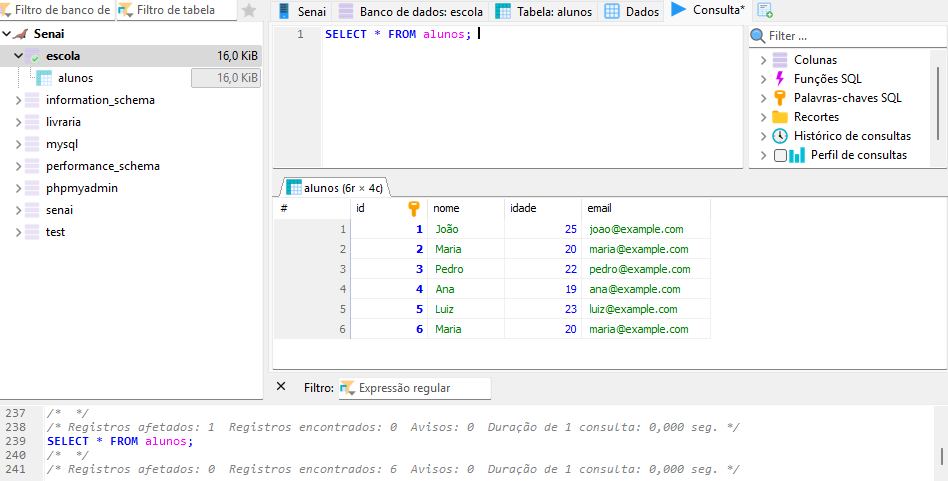 Filtro de banco de
Filtro de tabela
Senai
escola 16,0 KiB
alunos 16,0 KiB
information_schema
livraria
mysql
performance_schema
phpmyadmin
senai
test
Senai
Banco de dados: escola
Tabela: alunos
Dados
Consulta*
1 SELECT * FROM alunos;
Filter ...
Colunas
Funções SQL
Palavras-chaves SQL
Recortes
Histórico de consultas
Perfil de consultas
alunos (6r × 4c)
# id nome idade email
1 1 João 25 joao@example.com
2 2 Maria 20 maria@example.com
3 3 Pedro 22 pedro@example.com
4 4 Ana 19 ana@example.com
5 5 Luiz 23 luiz@example.com
6 6 Maria 20 maria@example.com
× Filtro: Expressão regular
237 /* */
238 /* Registros afetados: 1 Registros encontrados: 0 Avisos: 0 Duração de 1 consulta: 0,000 seg. */
239 SELECT * FROM alunos;
240 /* */
241 /* Registros afetados: 0 Registros encontrados: 6 Avisos: 0 Duração de 1 consulta: 0,000 seg. */